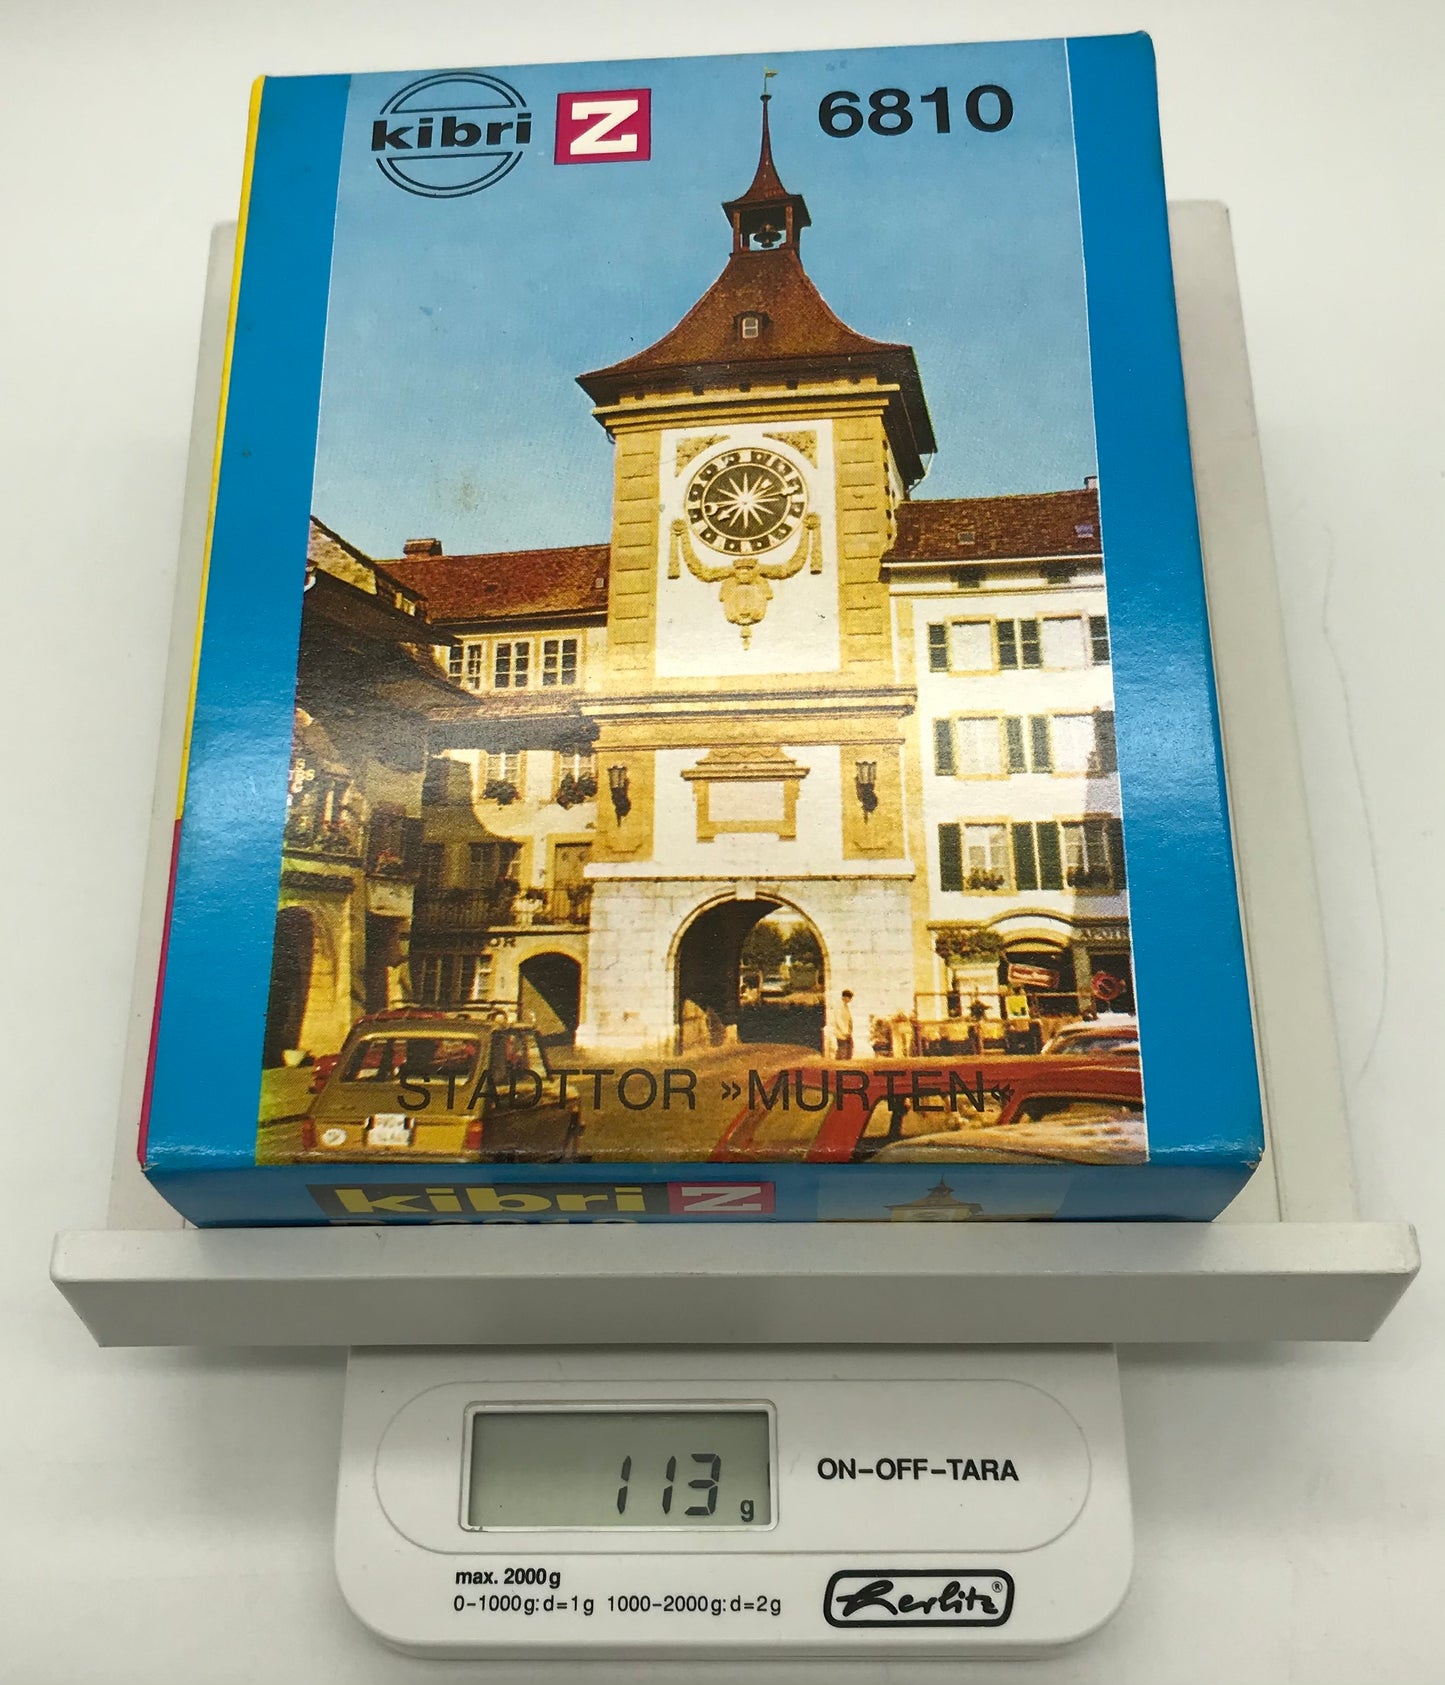 kibri Z 6810
STADTTOR »MURTEN«
kibri Z
113 g
ON-OFF-TARA
max. 2000g
0-1000g: d=1g 1000-2000g: d=2g
Herlitz®